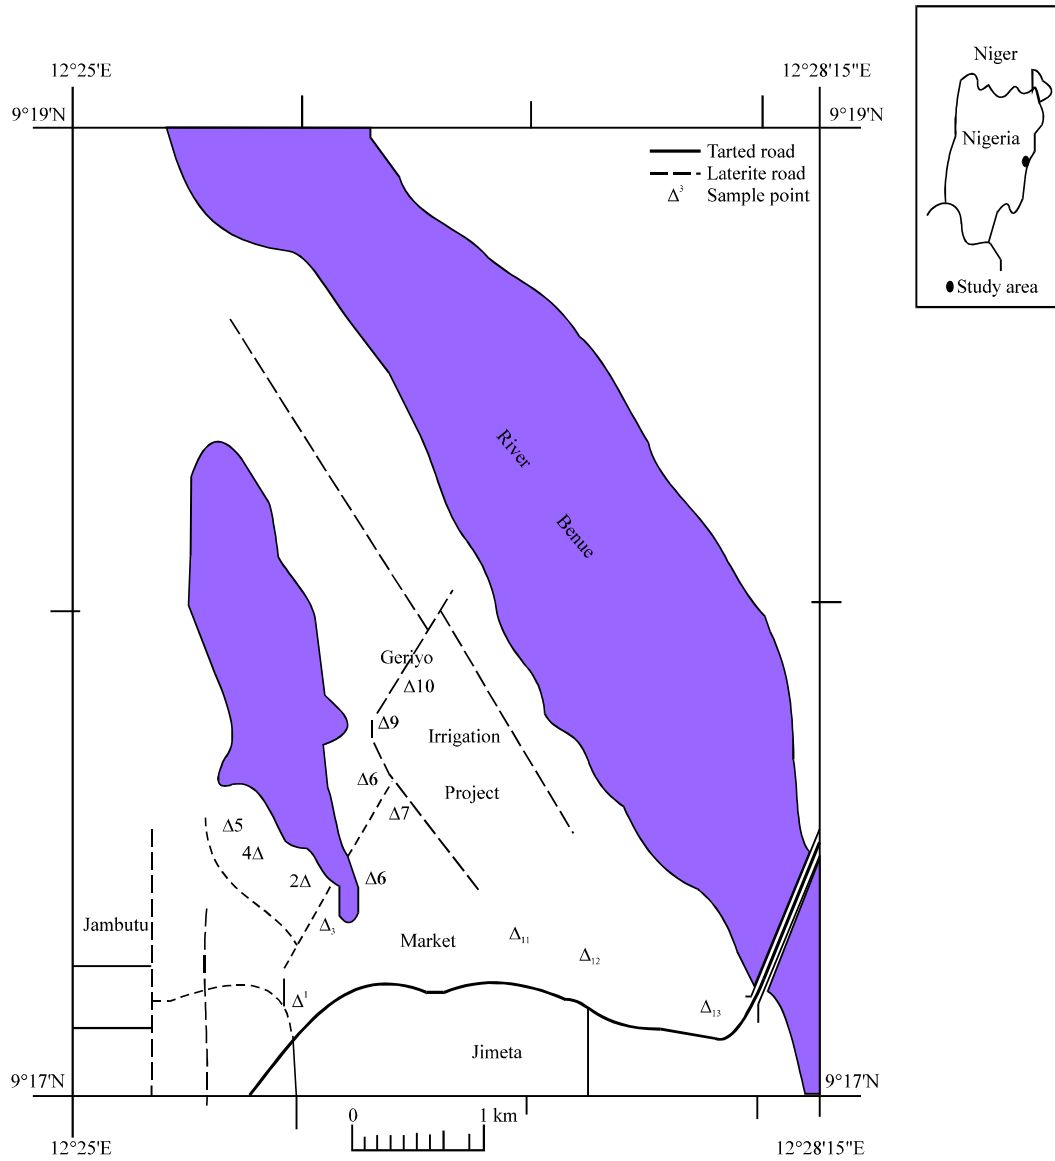 12°25'E
12°28'15"E
9°19'N
9°19'N
Niger
Nigeria
Study area
Tarted road
Laterite road
Δ³ Sample point
River
Benue
Geriyo
Δ10
Δ9
Irrigation
Δ6
Project
Δ7
Δ5
4Δ
2Δ
Δ6
Jambutu
Δ₃
Market
Δ₁₁
Δ₁₂
Δ¹
Δ₁₃
Jimeta
9°17'N
9°17'N
0
1 km
12°25'E
12°28'15"E